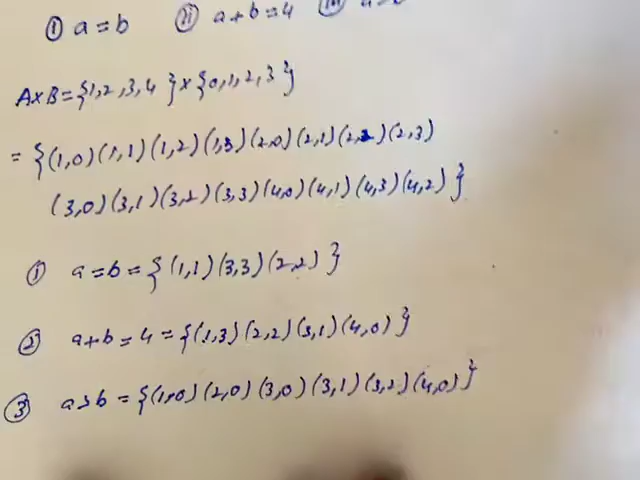 ① a = b ⑪ a + b = 4 ⑪
A×B = {1,2,3,4} × {0,1,2,3}
= {(1,0)(1,1)(1,2)(1,3)(2,0)(2,1)(2,2)(2,3)
(3,0)(3,1)(3,2)(3,3)(4,0)(4,1)(4,3)(4,2)}
① a = b = {(1,1)(3,3)(2,2)}
② a+b = 4 = {(1,3)(2,2)(3,1)(4,0)}
③ a>b = {(1,0)(2,0)(3,0)(3,1)(3,2)(4,0)}